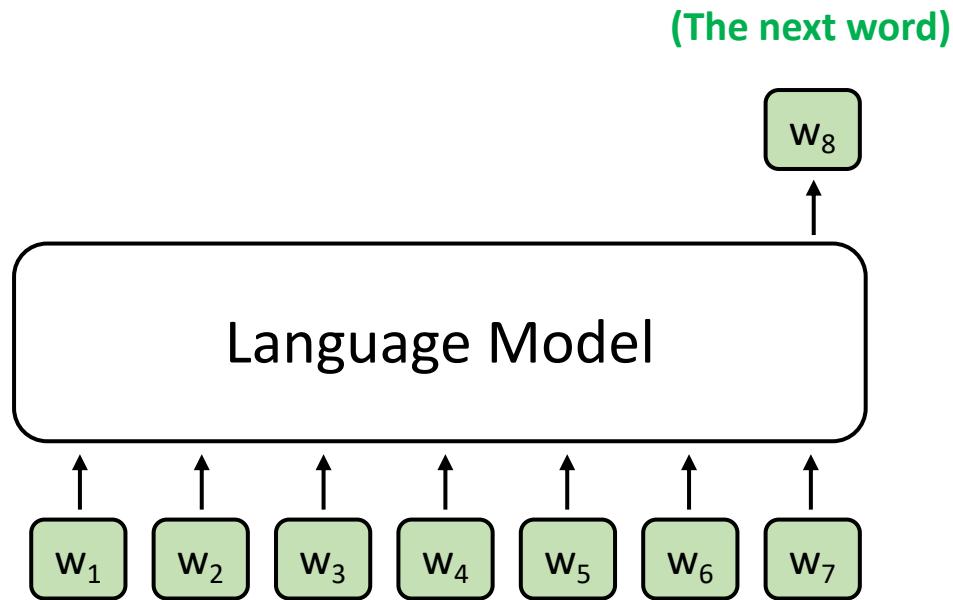 (The next word)
w₈
Language Model
w₁ w₂ w₃ w₄ w₅ w₆ w₇